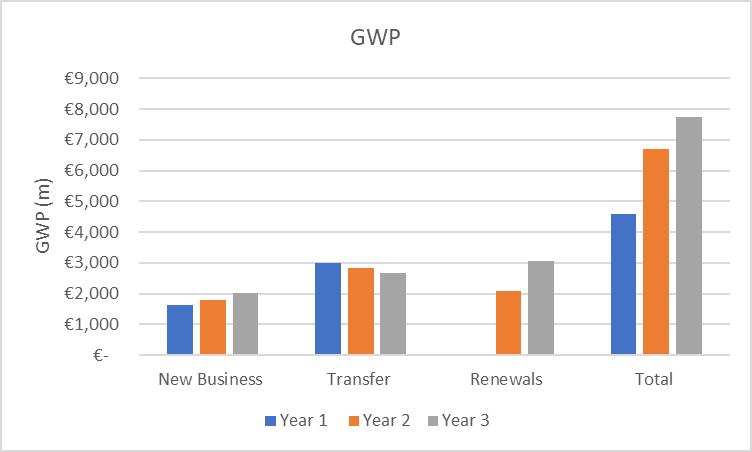 GWP
€9,000
€8,000
€7,000
€6,000
€5,000
€4,000
€3,000
€2,000
€1,000
€-
GWP (m)
New Business Transfer Renewals Total
Year 1 Year 2 Year 3